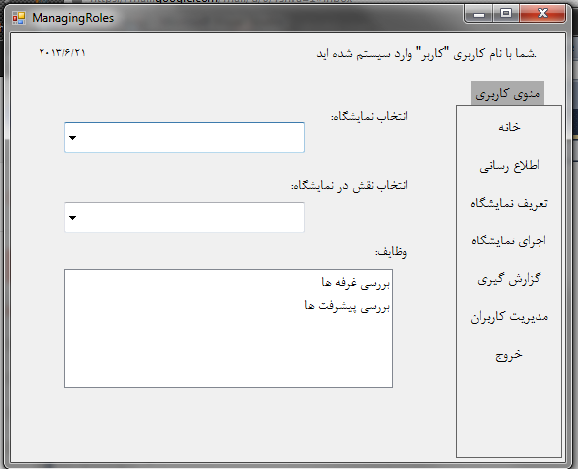 ManagingRoles
شما با نام کاربری "کاربر" وارد سیستم شده اید.
۲۰۱۳/۶/۲۱
منوی کاربری
خانه
اطلاع رسانی
تعریف نمایشگاه
اجرای نمایشگاه
گزارش گیری
مدیریت کاربران
خروج
انتخاب نمایشگاه:
انتخاب نقش در نمایشگاه:
وظایف:
بررسی غرفه ها
بررسی پیشرفت ها